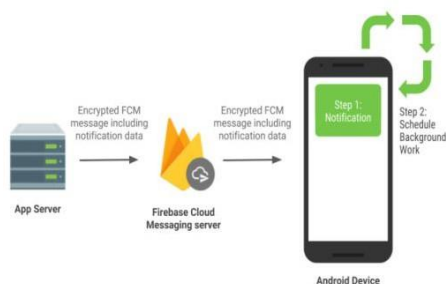 Encrypted FCM
message including
notification data
Encrypted FCM
message including
notification data
Step 1:
Notification
Step 2:
Schedule
Background
Work
App Server
Firebase Cloud
Messaging server
Android Device